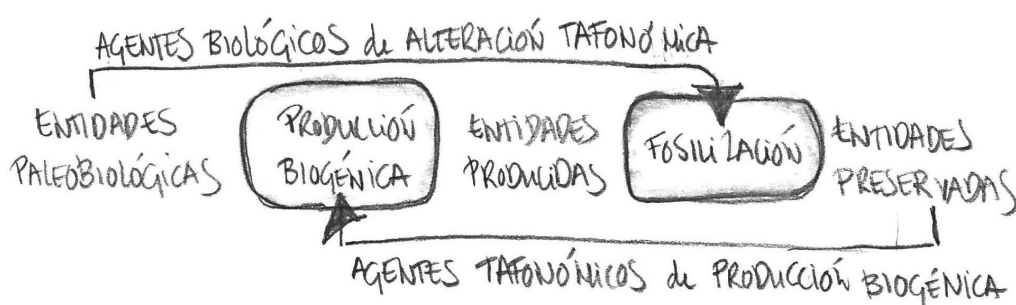 AGENTES BIOLÓGICOS de ALTERACIÓN TAFONÓMICA
ENTIDADES
PALEOBIOLÓGICAS
PRODUCCIÓN
BIOGÉNICA
ENTIDADES
PRODUCIDAS
FOSILIZACIÓN
ENTIDADES
PRESERVADAS
AGENTES TAFONÓMICOS de PRODUCCIÓN BIOGÉNICA